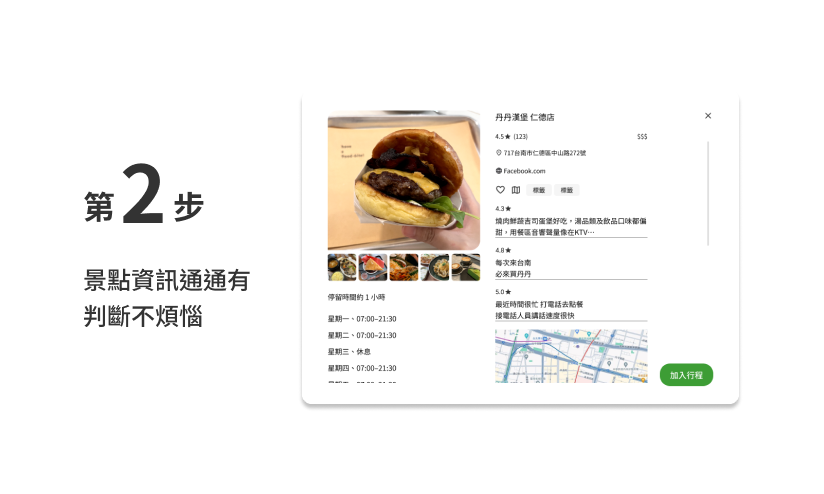 第2步
景點資訊通通有
判斷不煩惱
停留時間約 1 小時
星期一、07:00–21:30
星期二、07:00–21:30
星期三、休息
星期四、07:00–21:30
丹丹漢堡 仁德店
4.5★ (123)
$$$
717台南市仁德區中山路272號
Facebook.com
標籤
標籤
4.3★
燒肉鮮蔬吉司蛋堡好吃，湯品類及飲品口味都偏
甜，用餐區音響聲量像在KTV⋯
4.8★
每次來台南
必來買丹丹
5.0★
最近時間很忙 打電話去點餐
接電話人員講話速度很快
加入行程